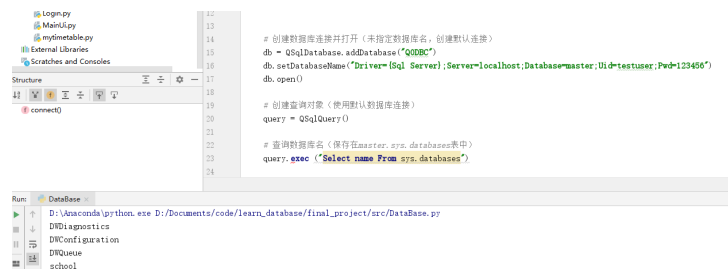 Login.py
MainUi.py
mytimetable.py
External Libraries
Scratches and Consoles
Structure
connect()
12
13
14 # 创建数据库连接并打开（未指定数据库名，创建默认连接）
15 db = QSqlDatabase.addDatabase("QODBC")
16 db.setDatabaseName("Driver={Sql Server};Server=localhost;Database=master;Uid=testuser;Pwd=123456")
17 db.open()
18
19 # 创建查询对象（使用默认数据库连接）
20 query = QSqlQuery()
21
22 # 查询数据库名（保存在master.sys.databases表中）
23 query.exec ("Select name From sys.databases")
24
Run: DataBase ×
D:\Anaconda\python.exe D:/Documents/code/learn_database/final_project/src/DataBase.py
DWDiagnostics
DWConfiguration
DWQueue
school